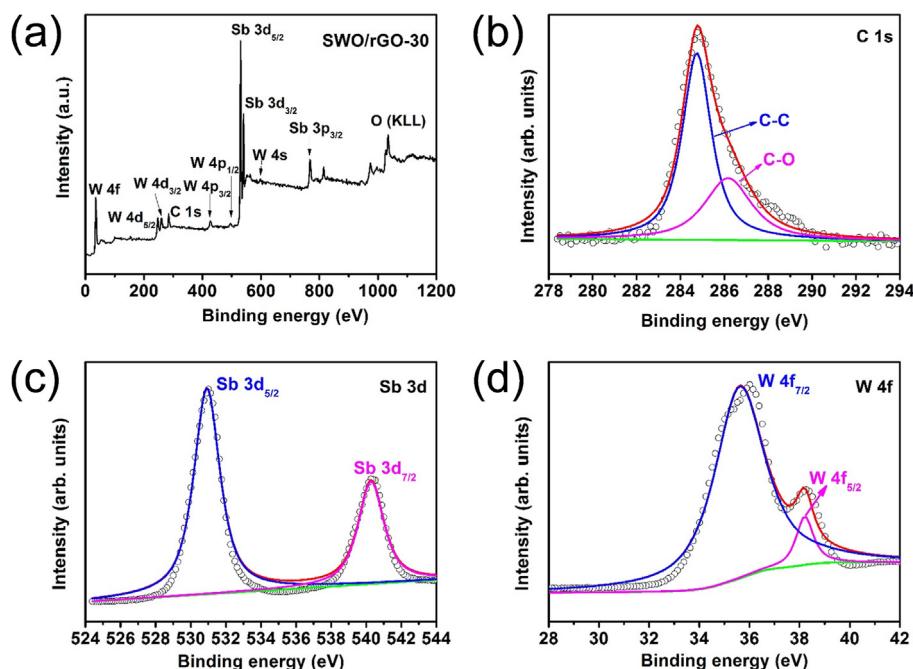 (a)
SWO/rGO-30
Sb 3d5/2
Sb 3d3/2
Sb 3p3/2
O (KLL)
W 4s
W 4p1/2
W 4p3/2
W 4d3/2
W 4f
W 4d5/2
C 1s
Intensity (a.u.)
0 200 400 600 800 1000 1200
Binding energy (eV)
(b)
C 1s
C-C
C-O
Intensity (arb. units)
278 280 282 284 286 288 290 292 294
Binding energy (eV)
(c)
Sb 3d
Sb 3d5/2
Sb 3d7/2
Intensity (arb. units)
524 526 528 530 532 534 536 538 540 542 544
Binding energy (eV)
(d)
W 4f
W 4f7/2
W 4f5/2
Intensity (arb. units)
28 30 32 34 36 38 40 42
Binding energy (eV)